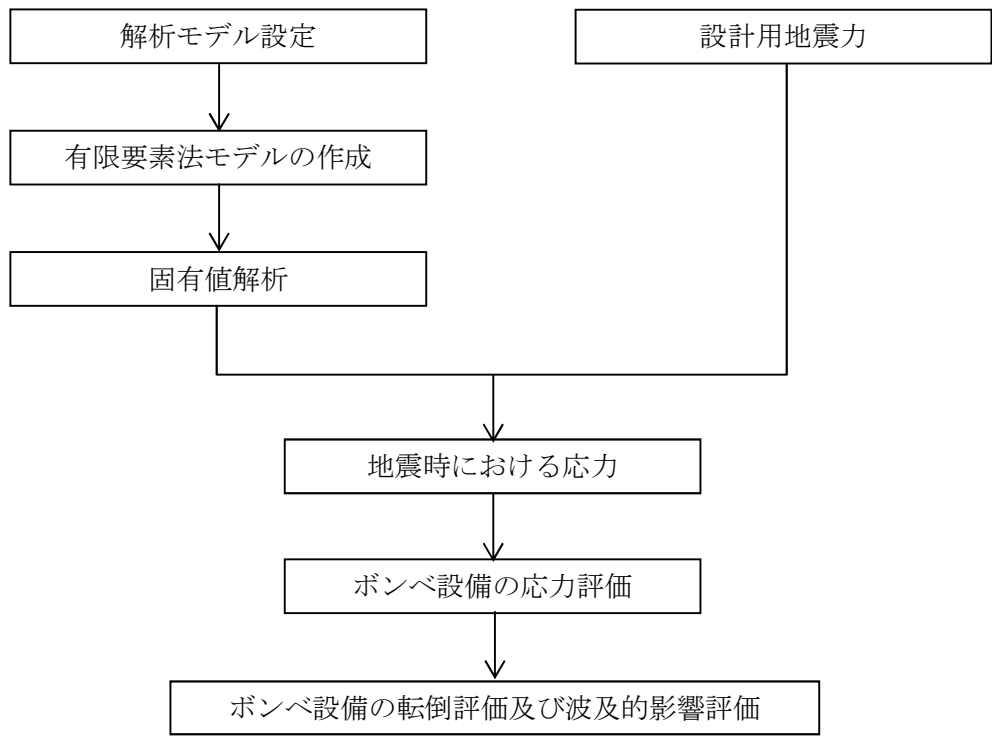 解析モデル設定
設計用地震力
有限要素法モデルの作成
固有値解析
地震時における応力
ボンベ設備の応力評価
ボンベ設備の転倒評価及び波及的影響評価